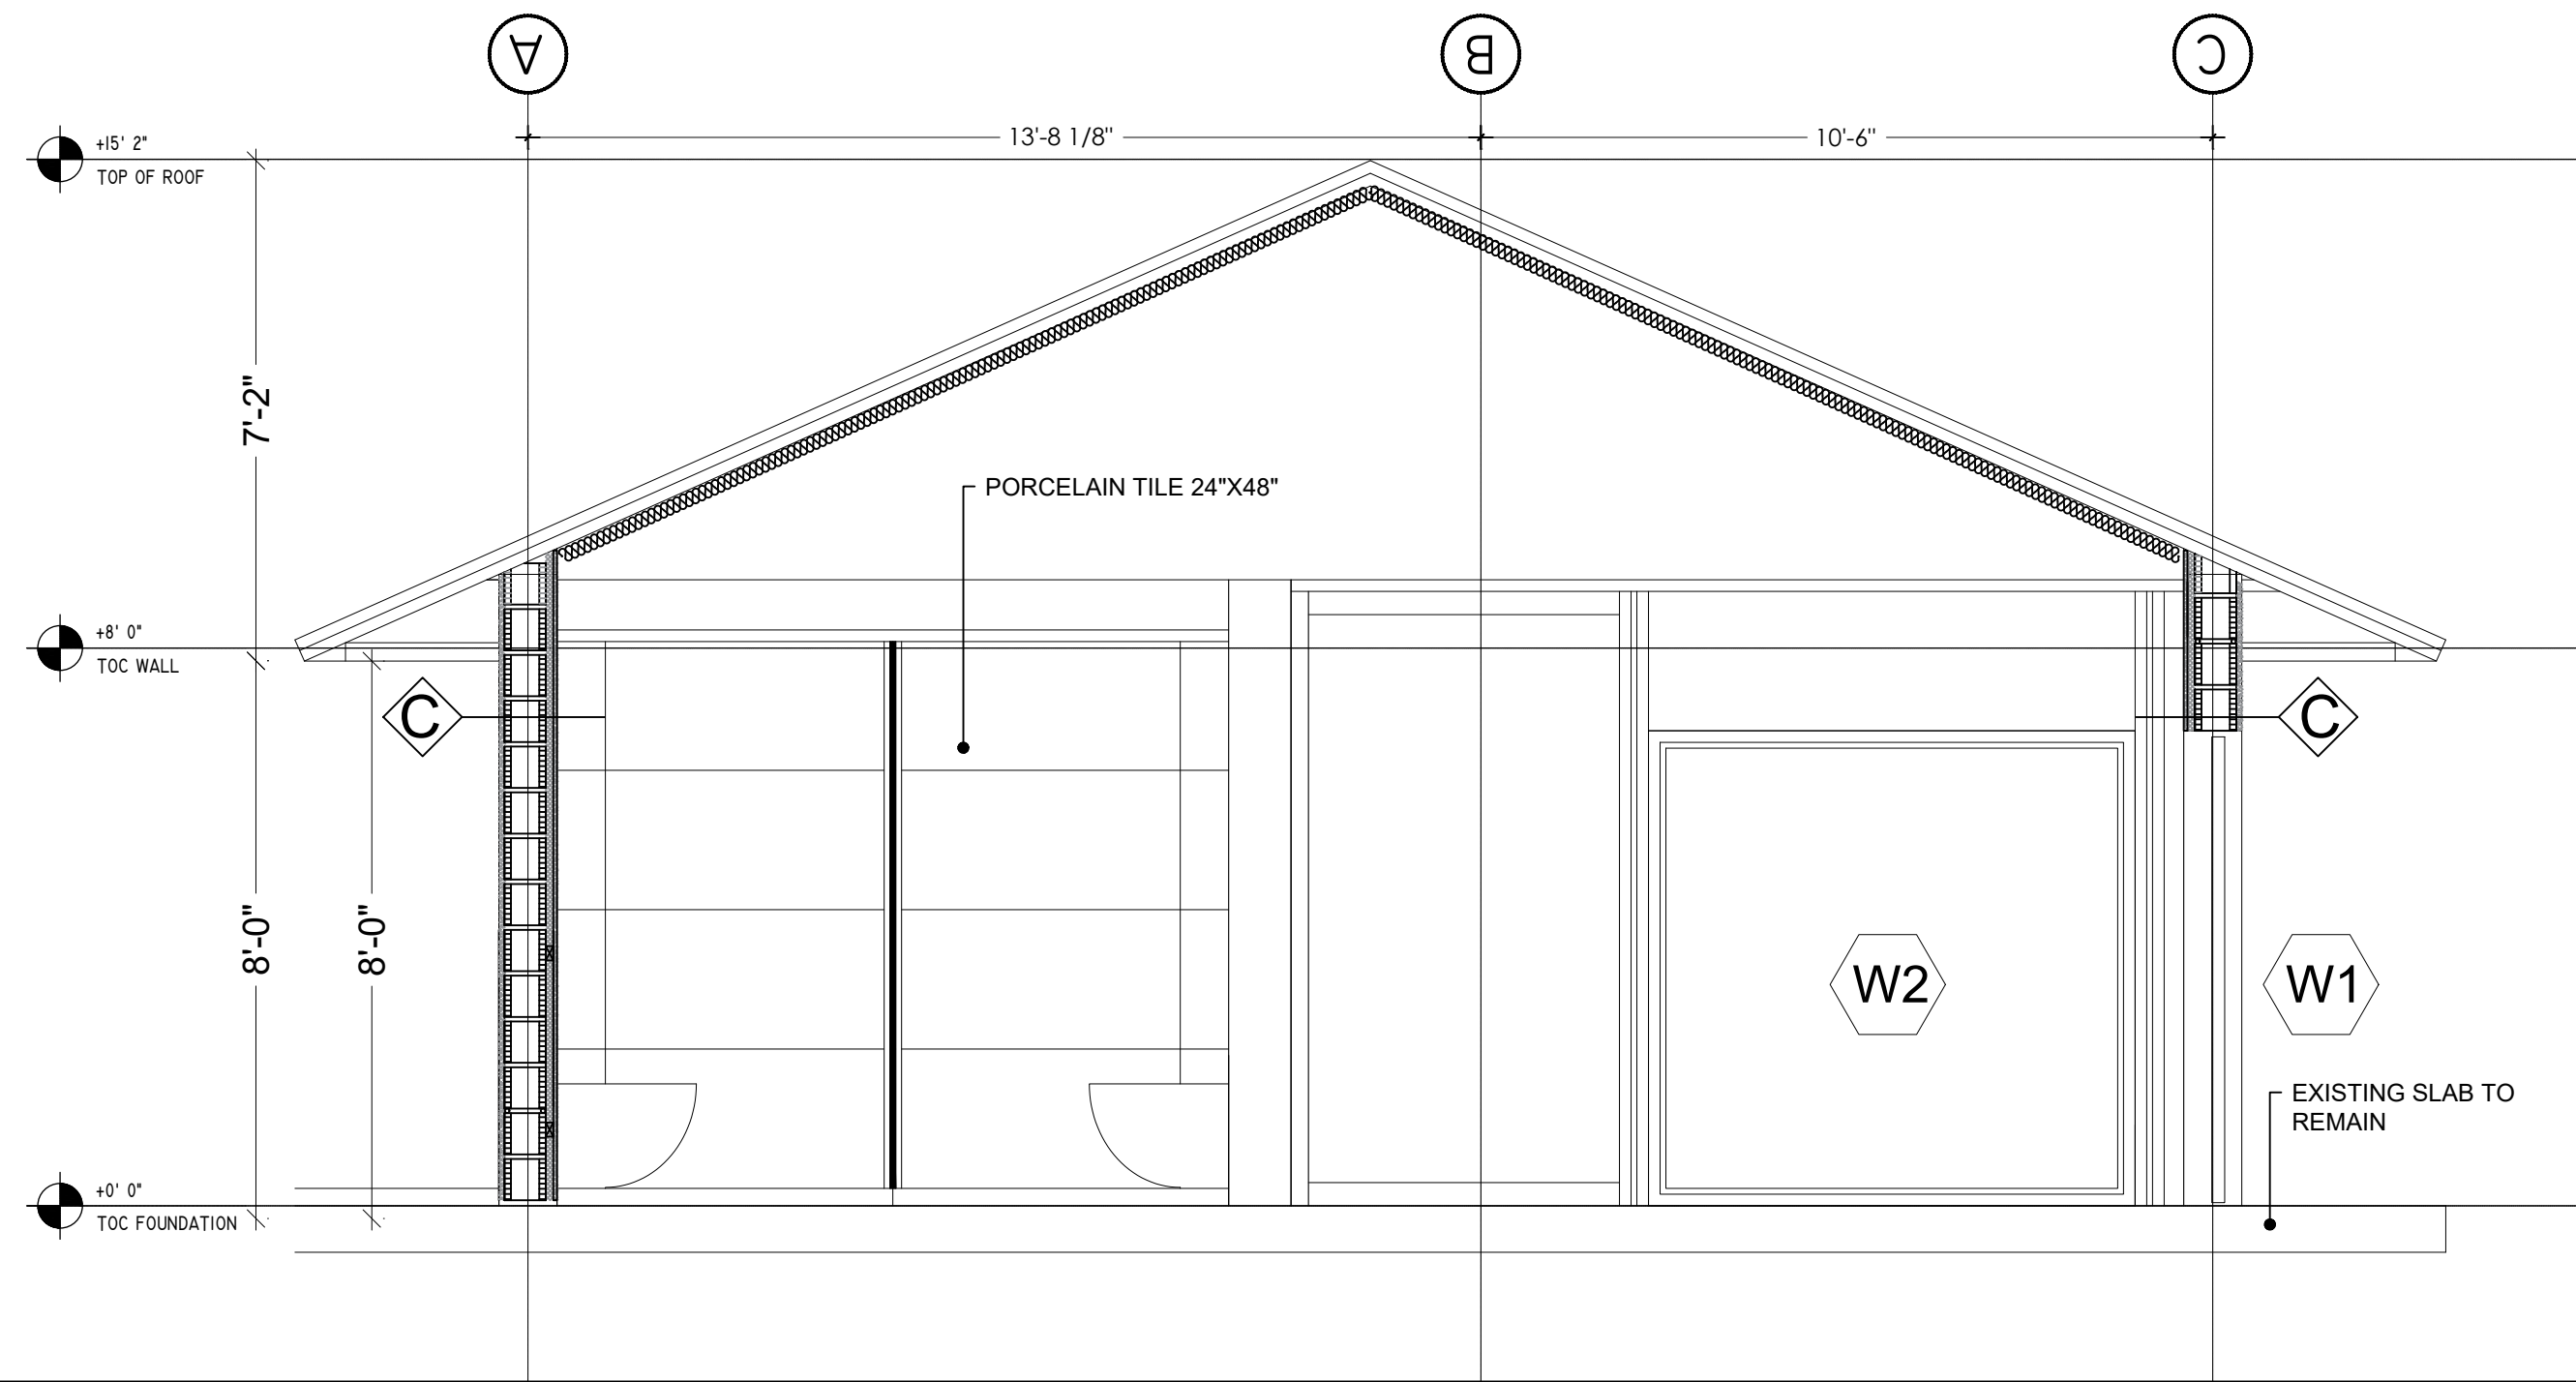 A
B
C
13'-8 1/8"
10'-6"
+15' 2"
TOP OF ROOF
7'-2"
PORCELAIN TILE 24"X48"
+8' 0"
TOC WALL
C
C
8'-0"
8'-0"
W2
W1
EXISTING SLAB TO
REMAIN
+0' 0"
TOC FOUNDATION